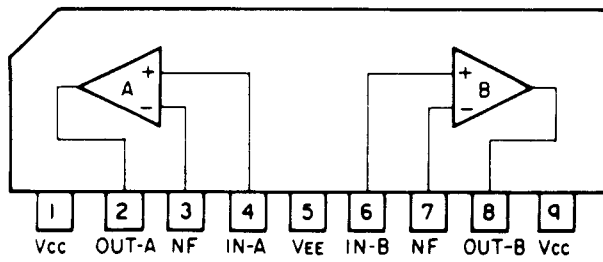 + A −
+ B −
1 2 3 4 5 6 7 8 9
Vcc OUT-A NF IN-A VEE IN-B NF OUT-B Vcc